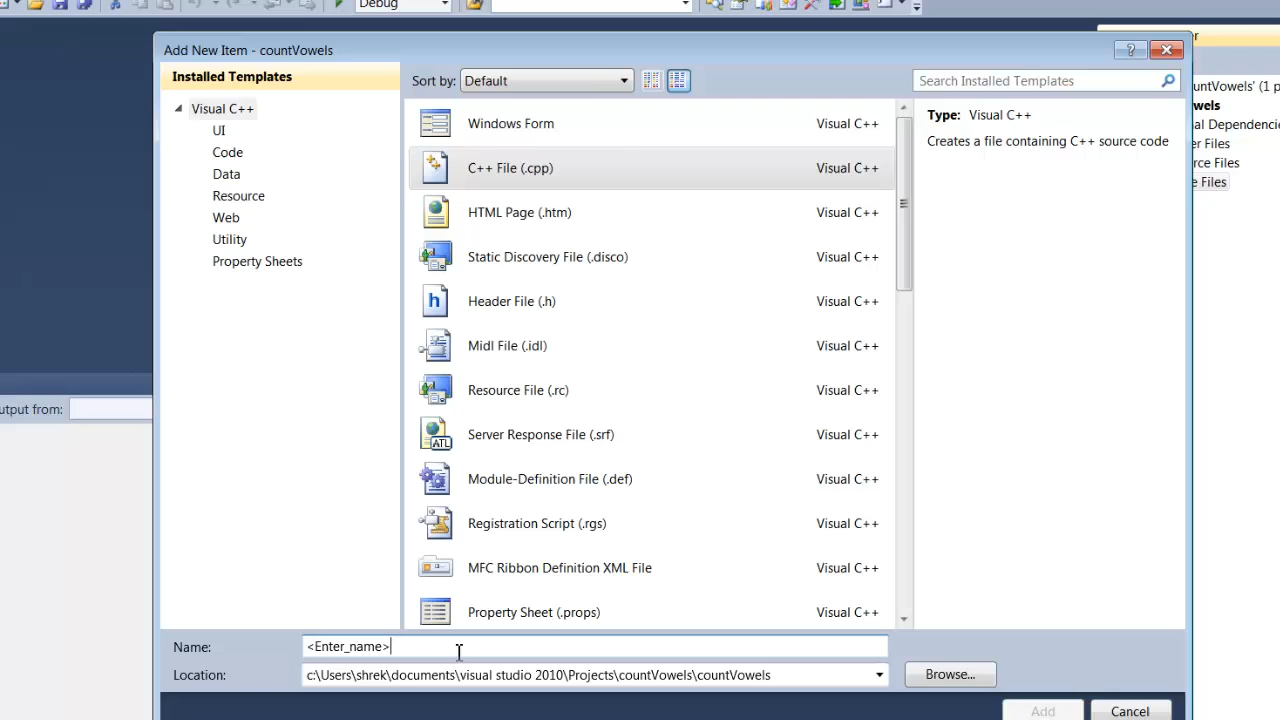 Debug
Add New Item - countVowels
Installed Templates
Sort by: Default
Search Installed Templates
Visual C++
UI
Code
Data
Resource
Web
Utility
Property Sheets
Windows Form Visual C++
C++ File (.cpp) Visual C++
HTML Page (.htm) Visual C++
Static Discovery File (.disco) Visual C++
Header File (.h) Visual C++
Midl File (.idl) Visual C++
Resource File (.rc) Visual C++
ATL
Server Response File (.srf) Visual C++
Module-Definition File (.def) Visual C++
Registration Script (.rgs) Visual C++
MFC Ribbon Definition XML File Visual C++
Property Sheet (.props) Visual C++
Type: Visual C++
Creates a file containing C++ source code
Name: <Enter_name>
Location: c:\Users\shrek\documents\visual studio 2010\Projects\countVowels\countVowels
Browse...
Add
Cancel
utput from:
er
untVowels' (1 p
wels
al Dependencie
er Files
rce Files
e Files